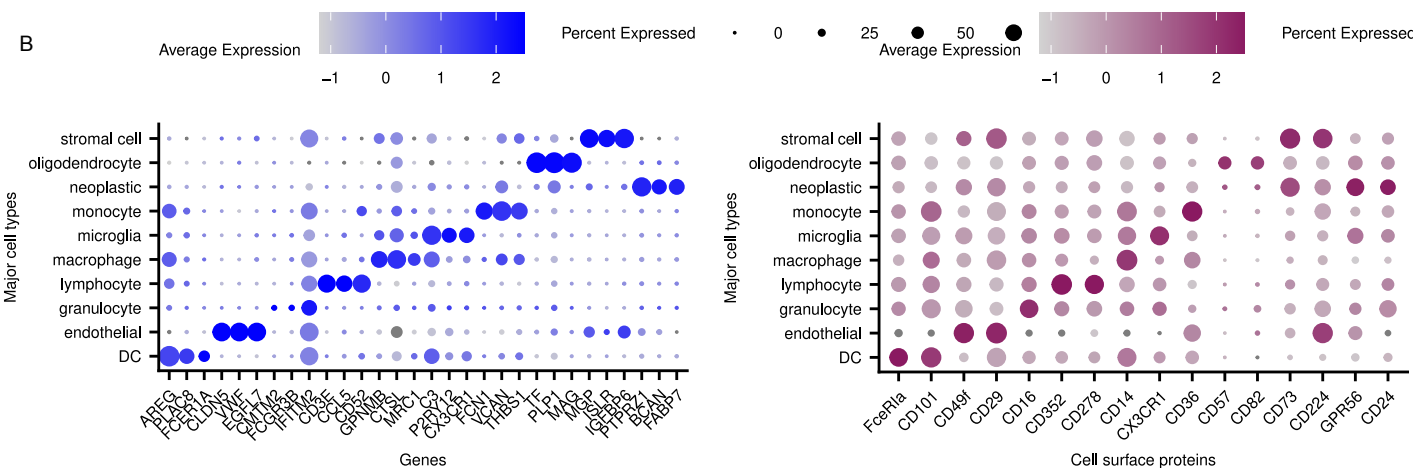 B
Average Expression
−1 0 1 2
Percent Expressed
0 25 50
Average Expression
−1 0 1 2
Percent Expressed
Major cell types
stromal cell
oligodendrocyte
neoplastic
monocyte
microglia
macrophage
lymphocyte
granulocyte
endothelial
DC
AREG
PLAC8
FCER1A
CLDN5
VWF
EGFL7
CMTM2
FCGR3B
IFITM2
CD3E
CCL5
CD52
GPNMB
CTSL
MRC1
C3
P2RY12
CX3CR1
FCN1
VCAN
THBS1
TF
PLP1
MAG
MGP
ISLR
IGFBP6
PTPRZ1
BCAN
FABP7
Genes
Major cell types
stromal cell
oligodendrocyte
neoplastic
monocyte
microglia
macrophage
lymphocyte
granulocyte
endothelial
DC
FceRIa
CD101
CD49f
CD29
CD16
CD352
CD278
CD14
CX3CR1
CD36
CD57
CD82
CD73
CD224
GPR56
CD24
Cell surface proteins